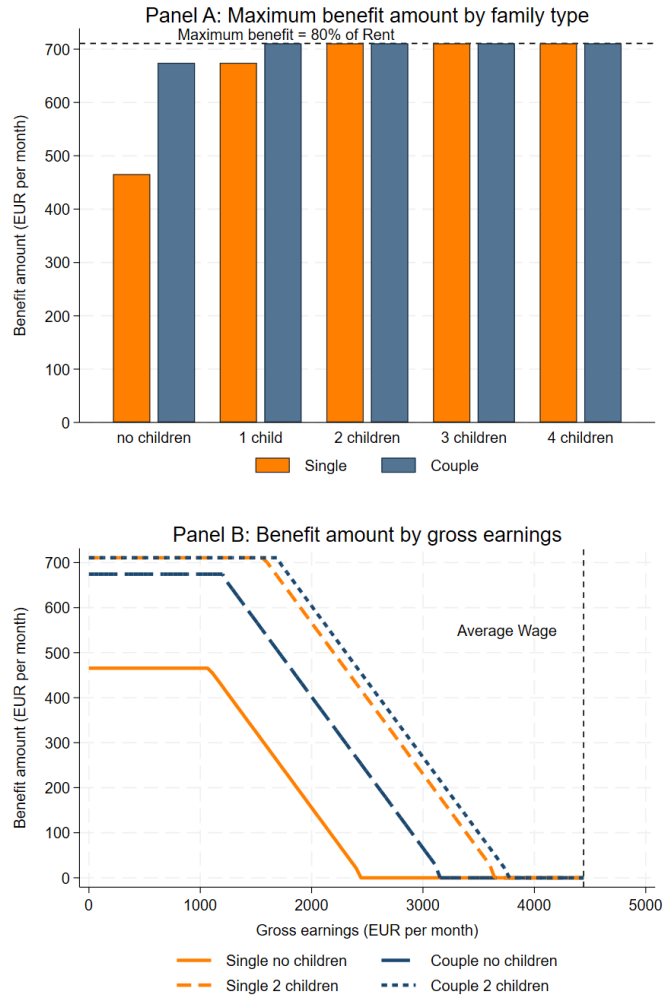 Panel A: Maximum benefit amount by family type
Maximum benefit = 80% of Rent
Benefit amount (EUR per month)
700
600
500
400
300
200
100
0
no children 1 child 2 children 3 children 4 children
Single Couple
Panel B: Benefit amount by gross earnings
Benefit amount (EUR per month)
700
600
500
400
300
200
100
0
Average Wage
0 1000 2000 3000 4000 5000
Gross earnings (EUR per month)
Single no children Couple no children
Single 2 children Couple 2 children